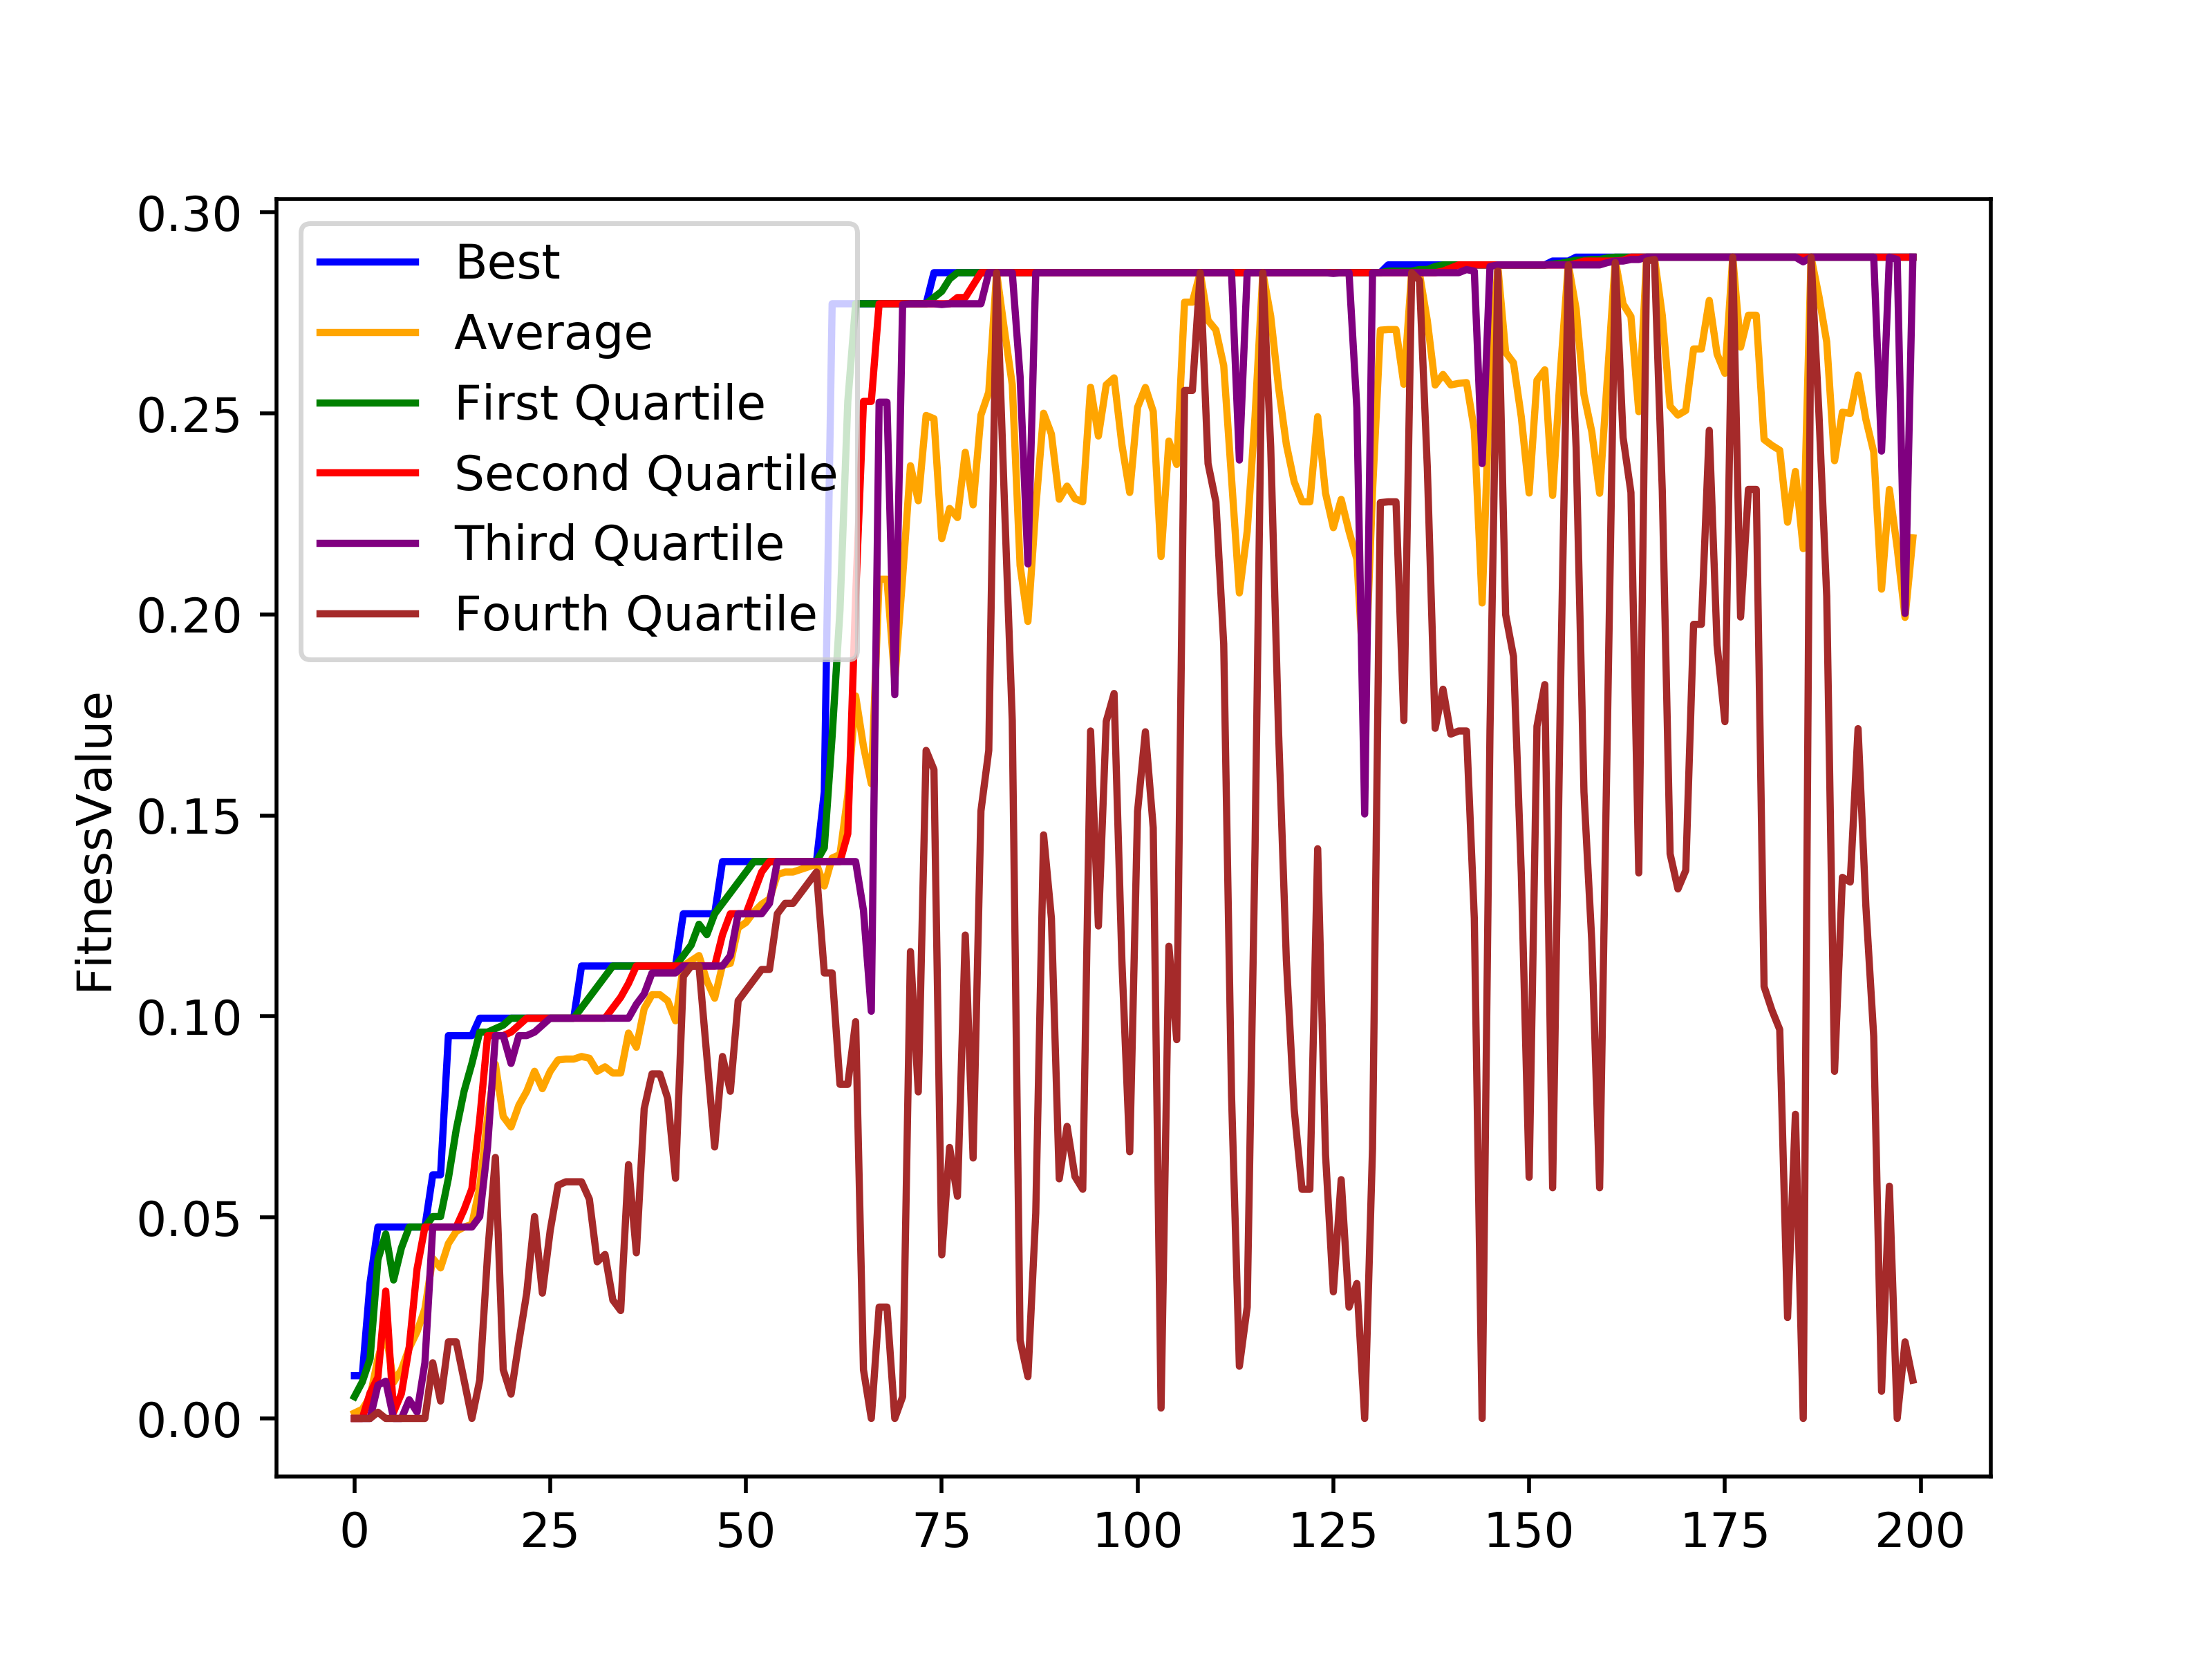 0.30
0.25
0.20
0.15
0.10
0.05
0.00
FitnessValue
Best
Average
First Quartile
Second Quartile
Third Quartile
Fourth Quartile
0 25 50 75 100 125 150 175 200